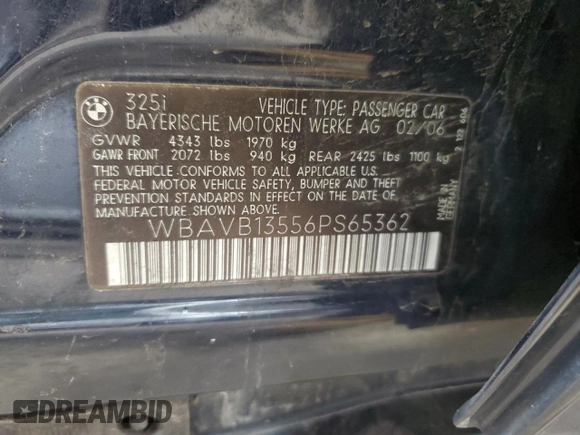 325i VEHICLE TYPE: PASSENGER CAR
BAYERISCHE MOTOREN WERKE AG 02/06
GVWR 4343 lbs 1970 kg
GAWR FRONT 2072 lbs 940 kg REAR 2425 lbs 1100 kg
THIS VEHICLE CONFORMS TO ALL APPLICABLE U.S.
FEDERAL MOTOR VEHICLE SAFETY, BUMPER AND THEFT
PREVENTION STANDARDS IN EFFECT ON THE DATE OF
MANUFACTURE SHOWN ABOVE.
WBAVB13556PS65362
MADE IN
GERMANY
DREAMBID